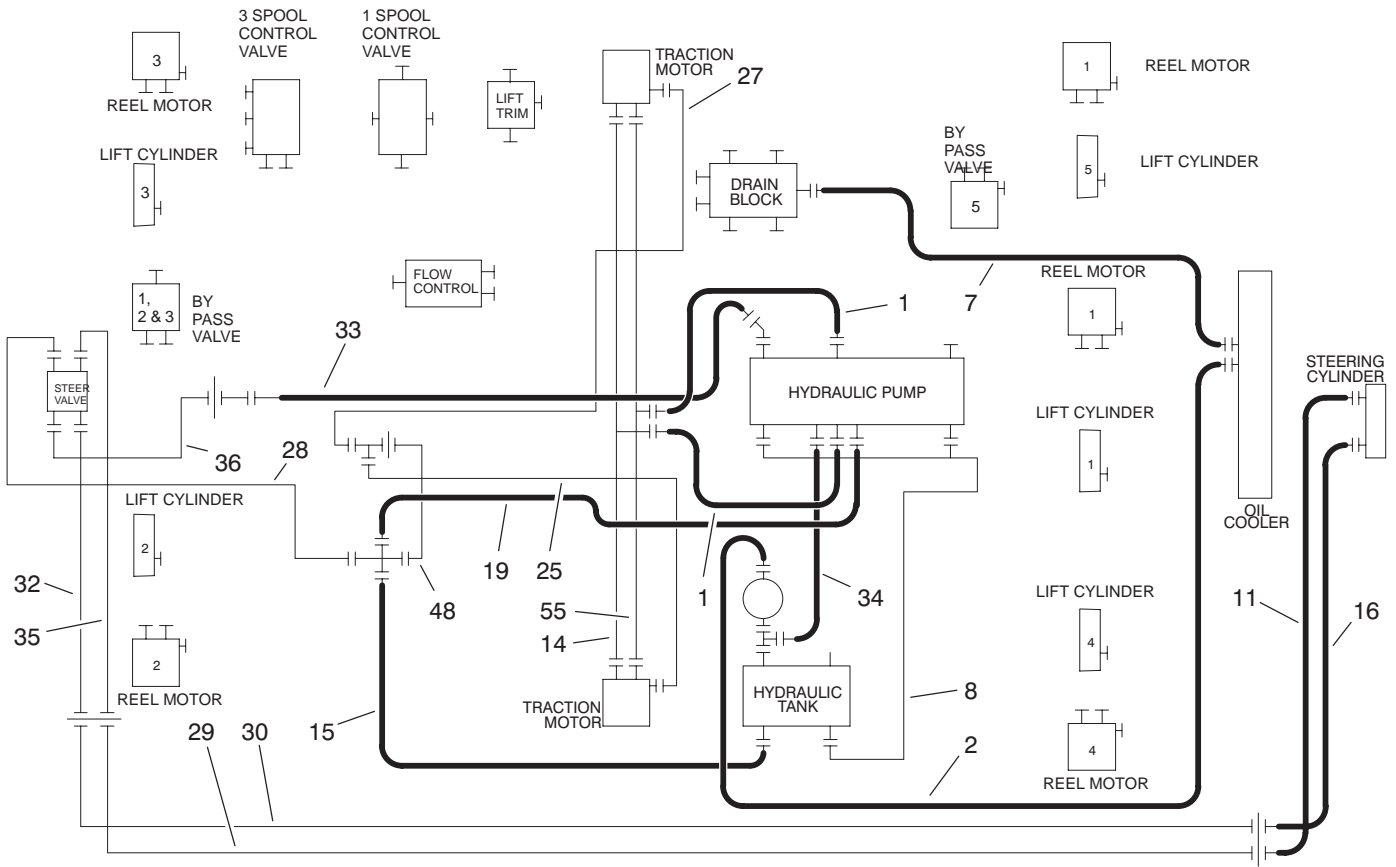 3 SPOOL
CONTROL
VALVE
1 SPOOL
CONTROL
VALVE
3
REEL MOTOR
LIFT
TRIM
TRACTION
MOTOR
27
1
REEL MOTOR
LIFT CYLINDER
3
DRAIN
BLOCK
BY
PASS
VALVE
5
5
LIFT CYLINDER
FLOW
CONTROL
1,
2 & 3
BY
PASS
VALVE
33
1
7
REEL MOTOR
1
STEER
VALVE
HYDRAULIC PUMP
STEERING
CYLINDER
36
28
LIFT CYLINDER
1
LIFT CYLINDER
2
OIL
COOLER
32
35
19
25
1
34
48
55
14
LIFT CYLINDER
4
11
16
2
REEL MOTOR
TRACTION
MOTOR
HYDRAULIC
TANK
8
15
29
30
2
4
REEL MOTOR